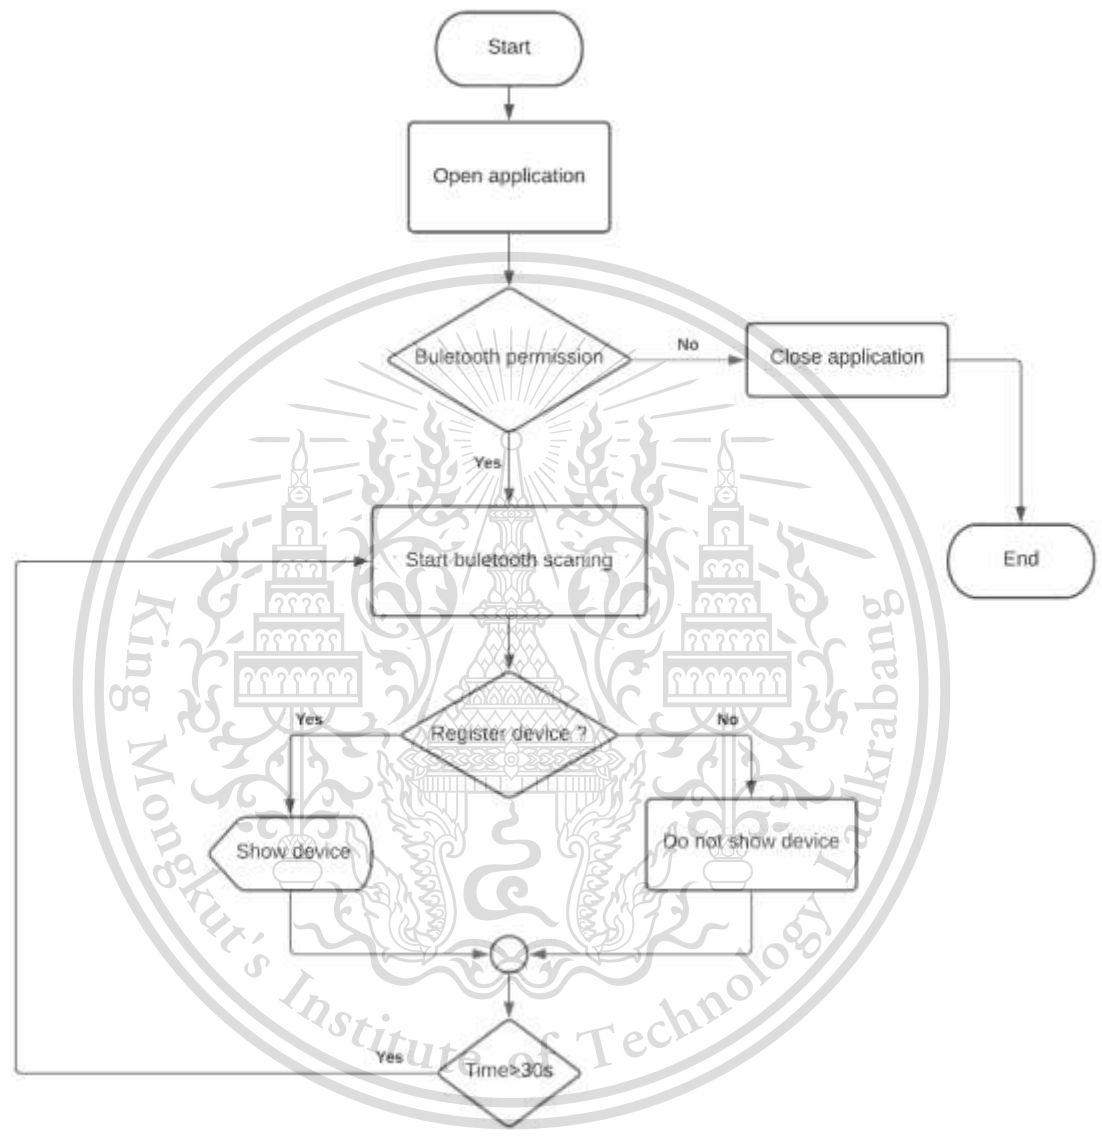 Start
Open application
Buletooth permission
No
Close application
Yes
Start buletooth scaning
End
Register device ?
Yes
No
Show device
Do not show device
Yes
Time>30s
King Mongkut's Institute of Technology Ladkrabang